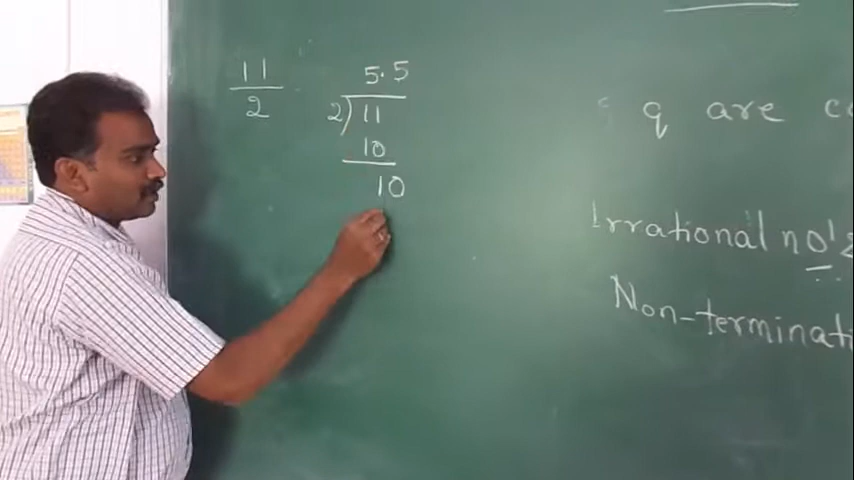 11
2
5.5
2)11
10
10
q are
Irrational no's
Non-terminati